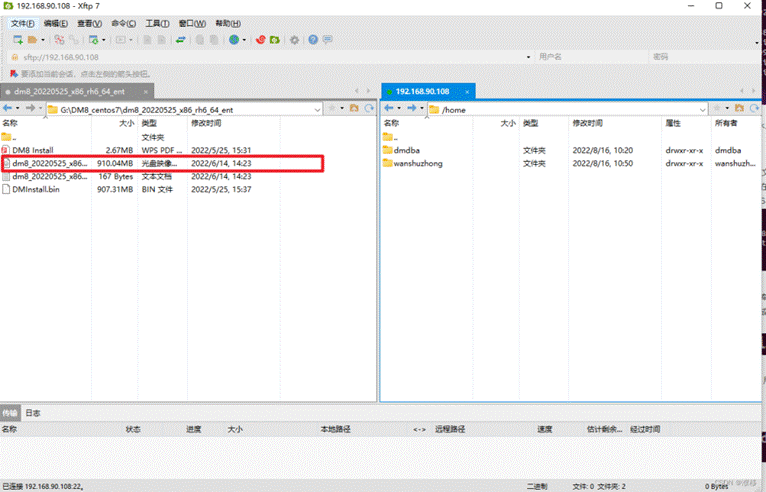 192.168.90.108 - Xftp 7
文件(F) 编辑(E) 查看(V) 命令(C) 工具(T) 窗口(W) 帮助(H)
sftp://192.168.90.108 用户名 密码
要添加当前会话，点击左侧的箭头按钮。
dm8_20220525_x86_rh6_64_ent × 192.168.90.108 ×
G:\DM8_centos7\dm8_20220525_x86_rh6_64_ent /home
名称 大小 类型 修改时间 名称 大小 类型 修改时间 属性 所有者
.. 文件夹 ..
DM8 Install 2.67MB WPS PDF ... 2022/5/25, 15:31 dmdba 文件夹 2022/8/16, 10:20 drwxr-xr-x dmdba
dm8_20220525_x86... 910.04MB 光盘映像... 2022/6/14, 14:23 wanshuzhong 文件夹 2022/8/16, 10:50 drwxr-xr-x wanshuz...
dm8_20220525_x86... 167 Bytes 文本文档 2022/6/14, 14:23
DMInstall.bin 907.31MB BIN 文件 2022/5/25, 15:37
传输 日志
名称 状态 进度 大小 本地路径 <-> 远程路径 速度 估计剩余... 经过时间
已连接 192.168.90.108:22。 二进制 文件: 0 文件夹: 2 0 Bytes